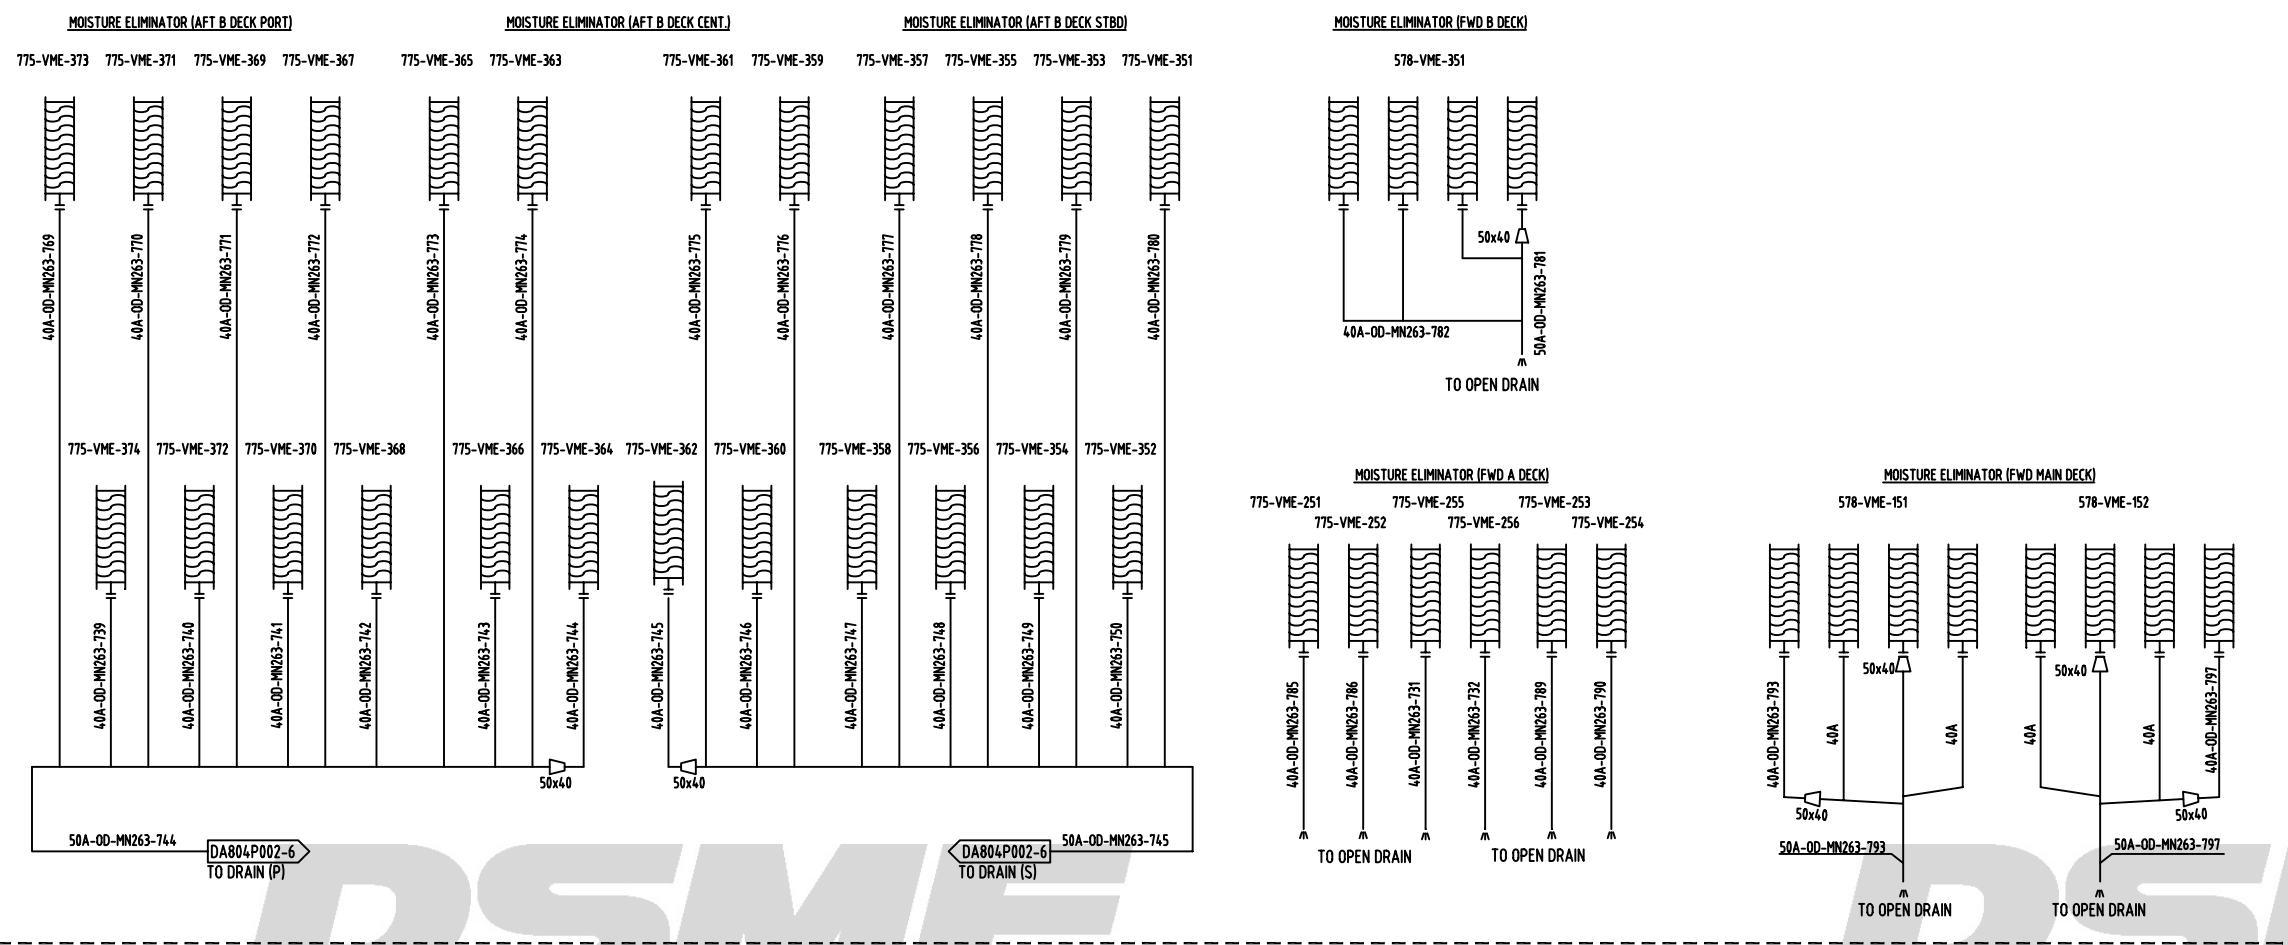 MOISTURE ELIMINATOR (AFT B DECK PORT)
MOISTURE ELIMINATOR (AFT B DECK CENT.)
MOISTURE ELIMINATOR (AFT B DECK STBD)
MOISTURE ELIMINATOR (FWD B DECK)
775-VME-373
775-VME-371
775-VME-369
775-VME-367
775-VME-365
775-VME-363
775-VME-361
775-VME-359
775-VME-357
775-VME-355
775-VME-353
775-VME-351
578-VME-351
40A-OD-MN263-769
40A-OD-MN263-770
40A-OD-MN263-771
40A-OD-MN263-772
40A-OD-MN263-773
40A-OD-MN263-774
40A-OD-MN263-775
40A-OD-MN263-776
40A-OD-MN263-777
40A-OD-MN263-778
40A-OD-MN263-779
40A-OD-MN263-780
50x40
50A-OD-MN263-781
40A-OD-MN263-782
TO OPEN DRAIN
775-VME-374
775-VME-372
775-VME-370
775-VME-368
775-VME-366
775-VME-364
775-VME-362
775-VME-360
775-VME-358
775-VME-356
775-VME-354
775-VME-352
40A-OD-MN263-739
40A-OD-MN263-740
40A-OD-MN263-741
40A-OD-MN263-742
40A-OD-MN263-743
40A-OD-MN263-744
40A-OD-MN263-745
40A-OD-MN263-746
40A-OD-MN263-747
40A-OD-MN263-748
40A-OD-MN263-749
40A-OD-MN263-750
50x40
50x40
50A-OD-MN263-744
DA804P002-6
TO DRAIN (P)
DA804P002-6
50A-OD-MN263-745
TO DRAIN (S)
MOISTURE ELIMINATOR (FWD A DECK)
775-VME-251
775-VME-255
775-VME-253
775-VME-252
775-VME-256
775-VME-254
40A-OD-MN263-785
40A-OD-MN263-786
40A-OD-MN263-731
40A-OD-MN263-732
40A-OD-MN263-789
40A-OD-MN263-790
TO OPEN DRAIN
TO OPEN DRAIN
MOISTURE ELIMINATOR (FWD MAIN DECK)
578-VME-151
578-VME-152
50x40
50x40
40A-OD-MN263-793
40A
40A
40A
40A
40A-OD-MN263-797
50x40
50x40
50A-OD-MN263-793
50A-OD-MN263-797
TO OPEN DRAIN
TO OPEN DRAIN
DSME